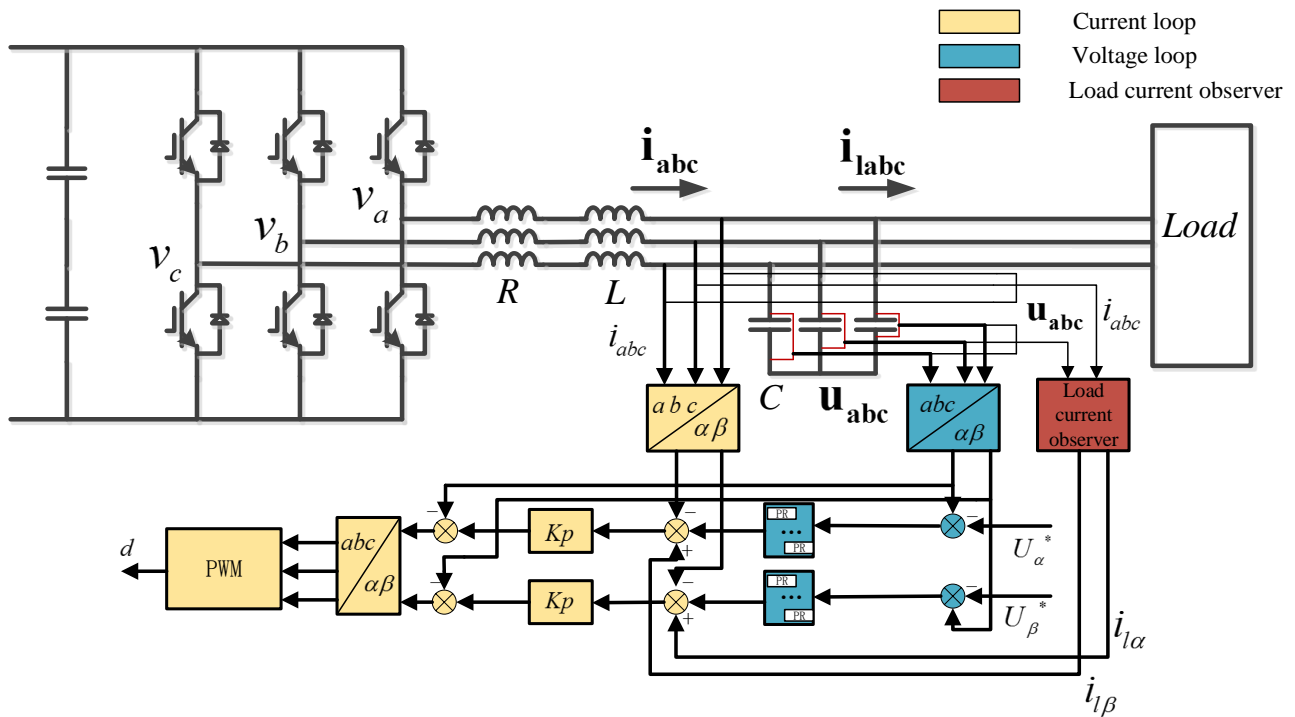 Current loop
Voltage loop
Load current observer
i_abc
i_labc
v_a
v_b
v_c
Load
R
L
u_abc
i_abc
i_abc
C
u_abc
a b c
αβ
abc
αβ
Load
current
observer
−
−
−
PR
Kp
...
+
PR
U_α*
abc
αβ
PWM
d
−
−
−
PR
Kp
...
+
PR
U_β*
i_lα
i_lβ